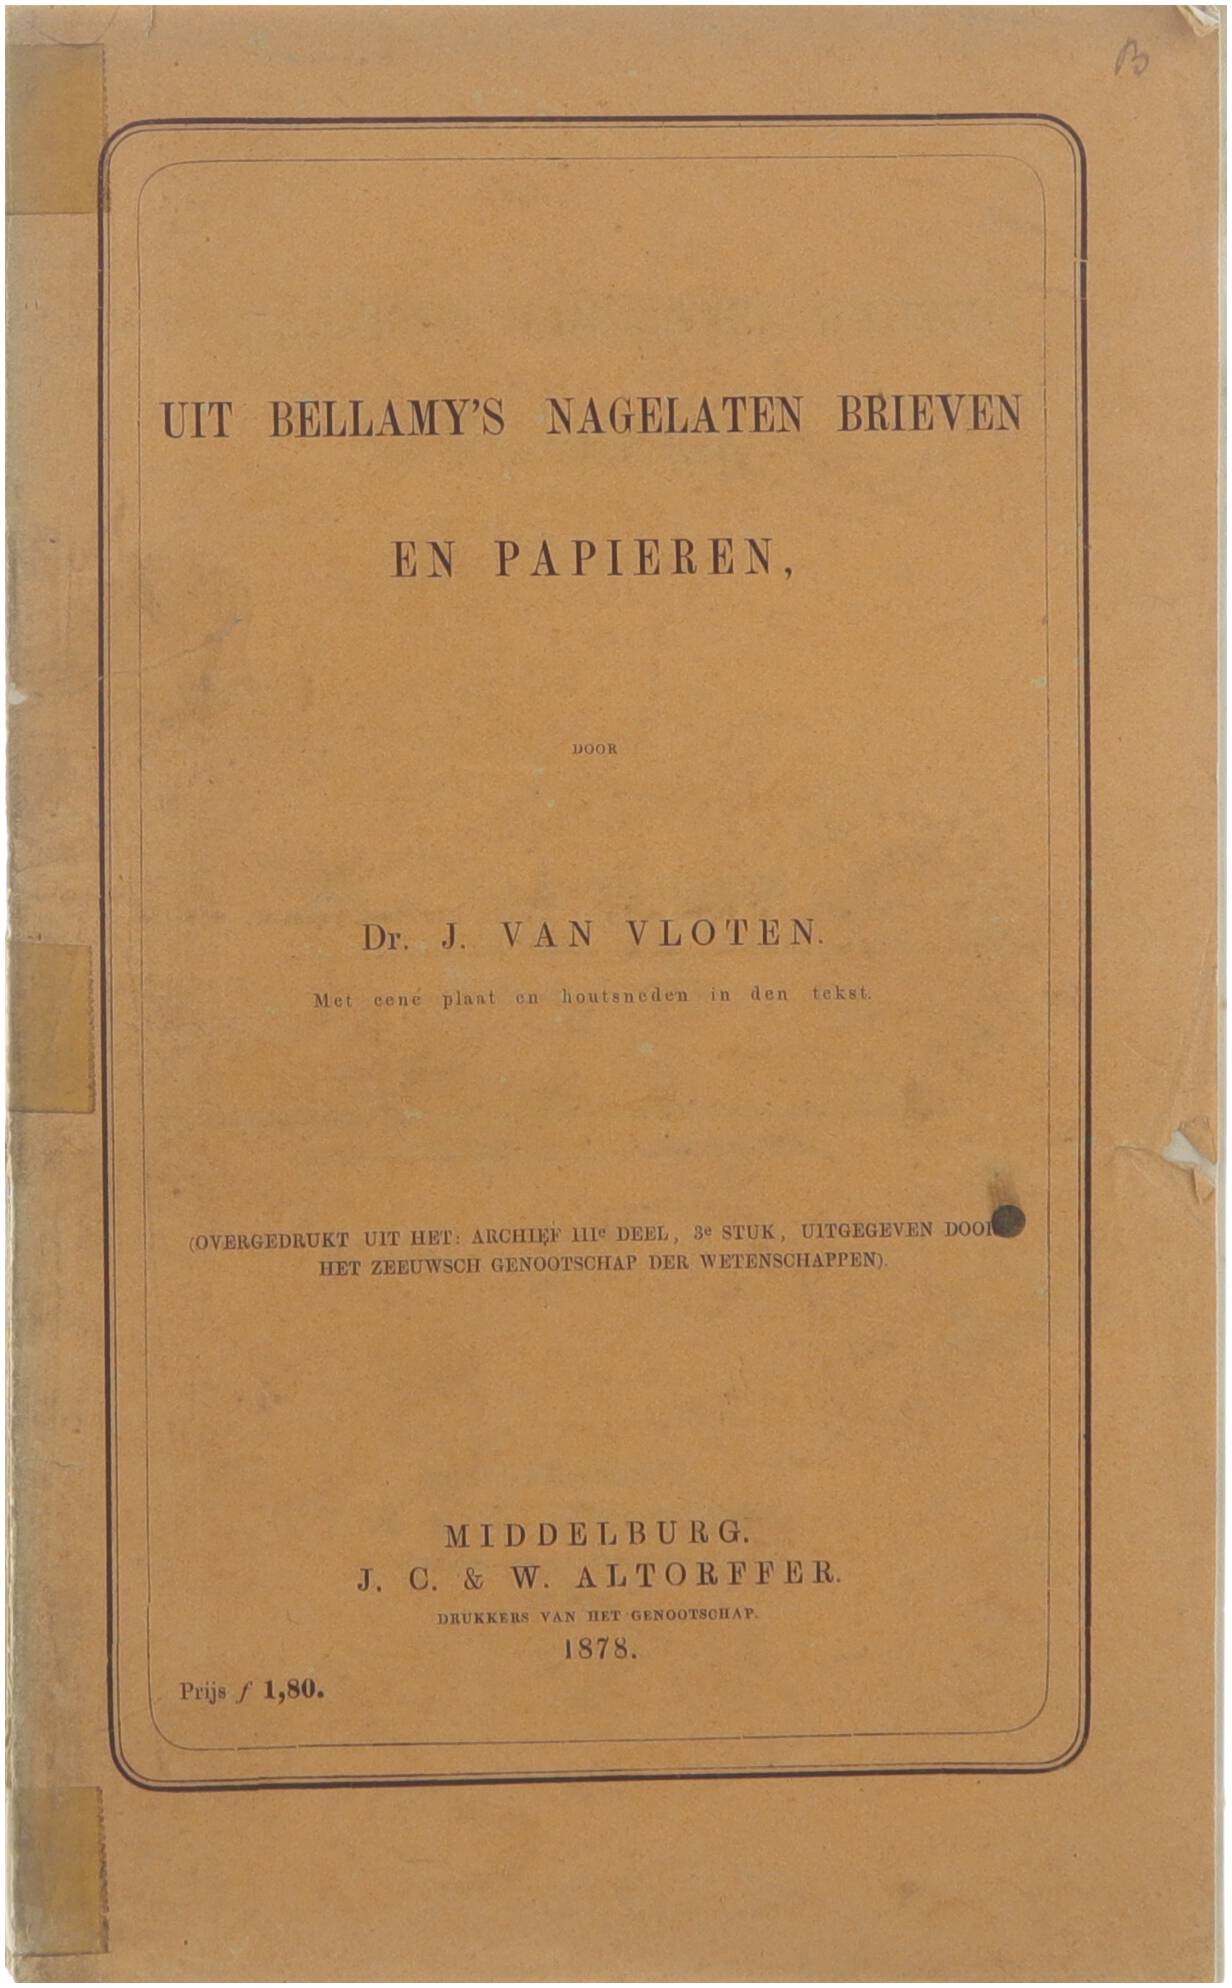 B
UIT BELLAMY'S NAGELATEN BRIEVEN
EN PAPIEREN,
DOOR
Dr. J. VAN VLOTEN.
Met eene plaat en houtsneden in den tekst.
(OVERGEDRUKT UIT HET: ARCHIEF IIIe DEEL, 3e STUK, UITGEGEVEN DOOR
HET ZEEUWSCH GENOOTSCHAP DER WETENSCHAPPEN).
MIDDELBURG.
J. C. & W. ALTORFFER.
DRUKKERS VAN HET GENOOTSCHAP.
1878.
Prijs f 1,80.